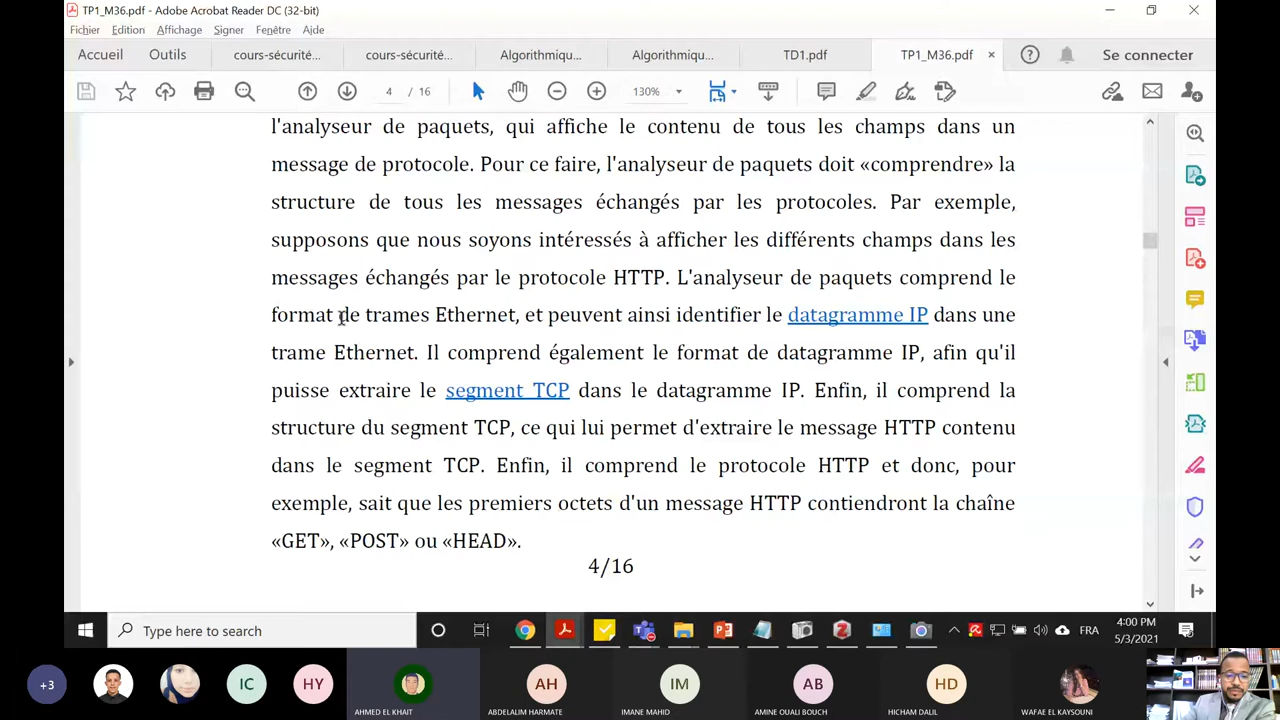 TP1_M36.pdf - Adobe Acrobat Reader DC (32-bit)
Fichier Edition Affichage Signer Fenêtre Aide
Accueil Outils cours-sécurité... cours-sécurité... Algorithmiqu... Algorithmiqu... TD1.pdf TP1_M36.pdf × ? Se connecter
4 / 16 130%
l'analyseur de paquets, qui affiche le contenu de tous les champs dans un
message de protocole. Pour ce faire, l'analyseur de paquets doit «comprendre» la
structure de tous les messages échangés par les protocoles. Par exemple,
supposons que nous soyons intéressés à afficher les différents champs dans les
messages échangés par le protocole HTTP. L'analyseur de paquets comprend le
format de trames Ethernet, et peuvent ainsi identifier le datagramme IP dans une
trame Ethernet. Il comprend également le format de datagramme IP, afin qu'il
puisse extraire le segment TCP dans le datagramme IP. Enfin, il comprend la
structure du segment TCP, ce qui lui permet d'extraire le message HTTP contenu
dans le segment TCP. Enfin, il comprend le protocole HTTP et donc, pour
exemple, sait que les premiers octets d'un message HTTP contiendront la chaîne
«GET», «POST» ou «HEAD».
4/16
Type here to search
FRA
4:00 PM
5/3/2021
+3 IC HY AH IM AB HD
AHMED EL KHAIT ABDELALIM HARMATE IMANE MAHID AMINE OUALI BOUCH HICHAM DALIL WAFAE EL KAYSOUNI